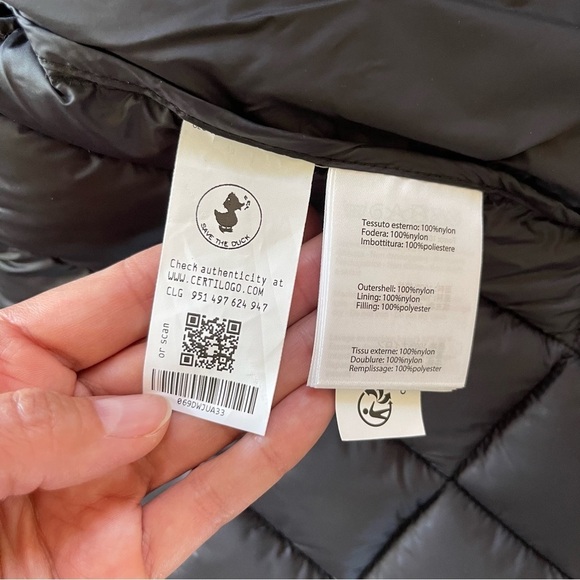 SAVE THE DUCK
Check authenticity at
WWW.CERTILOGO.COM
CLG 951 497 624 947
or scan
069DWJUA33
Tessuto esterno: 100%nylon
Fodera: 100%nylon
Imbottitura: 100%poliestere
Outershell: 100%nylon
Lining: 100%nylon
Filling: 100%polyester
Tissu externe: 100%nylon
Doublure: 100%nylon
Remplissage: 100%polyester